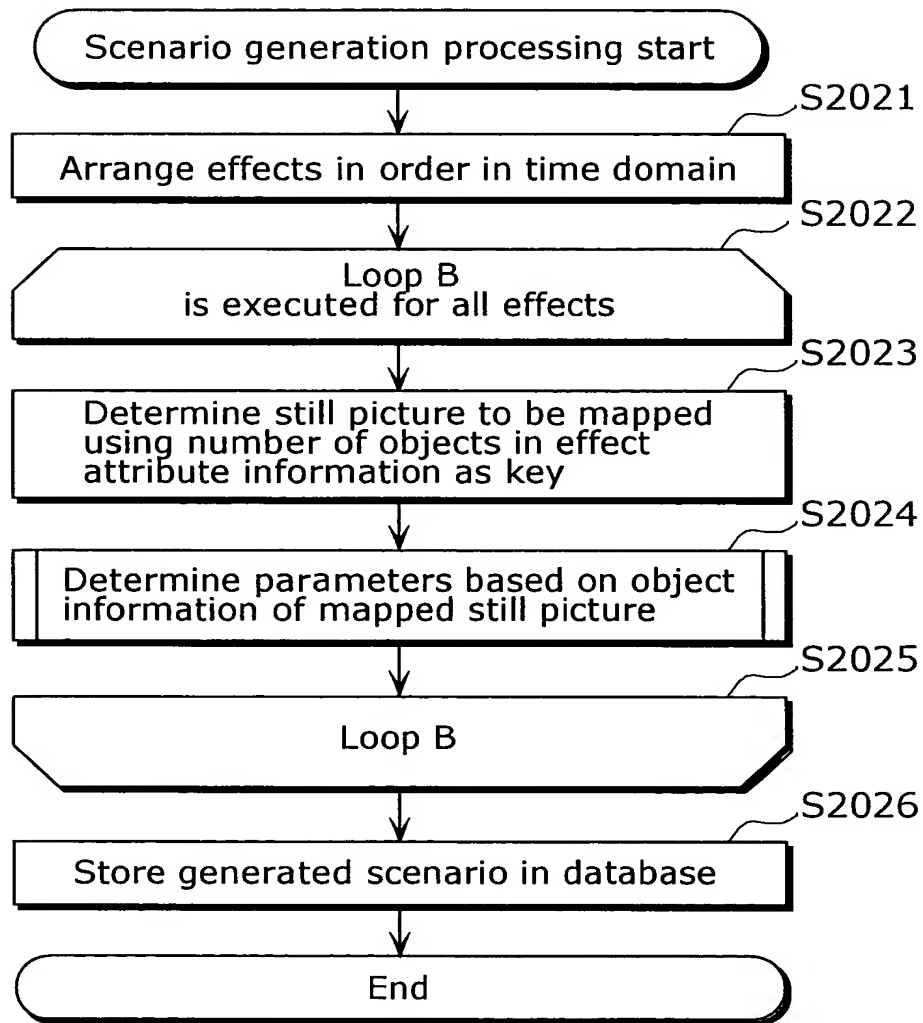 Scenario generation processing start
S2021
Arrange effects in order in time domain
S2022
Loop B
is executed for all effects
S2023
Determine still picture to be mapped
using number of objects in effect
attribute information as key
S2024
Determine parameters based on object
information of mapped still picture
S2025
Loop B
S2026
Store generated scenario in database
End